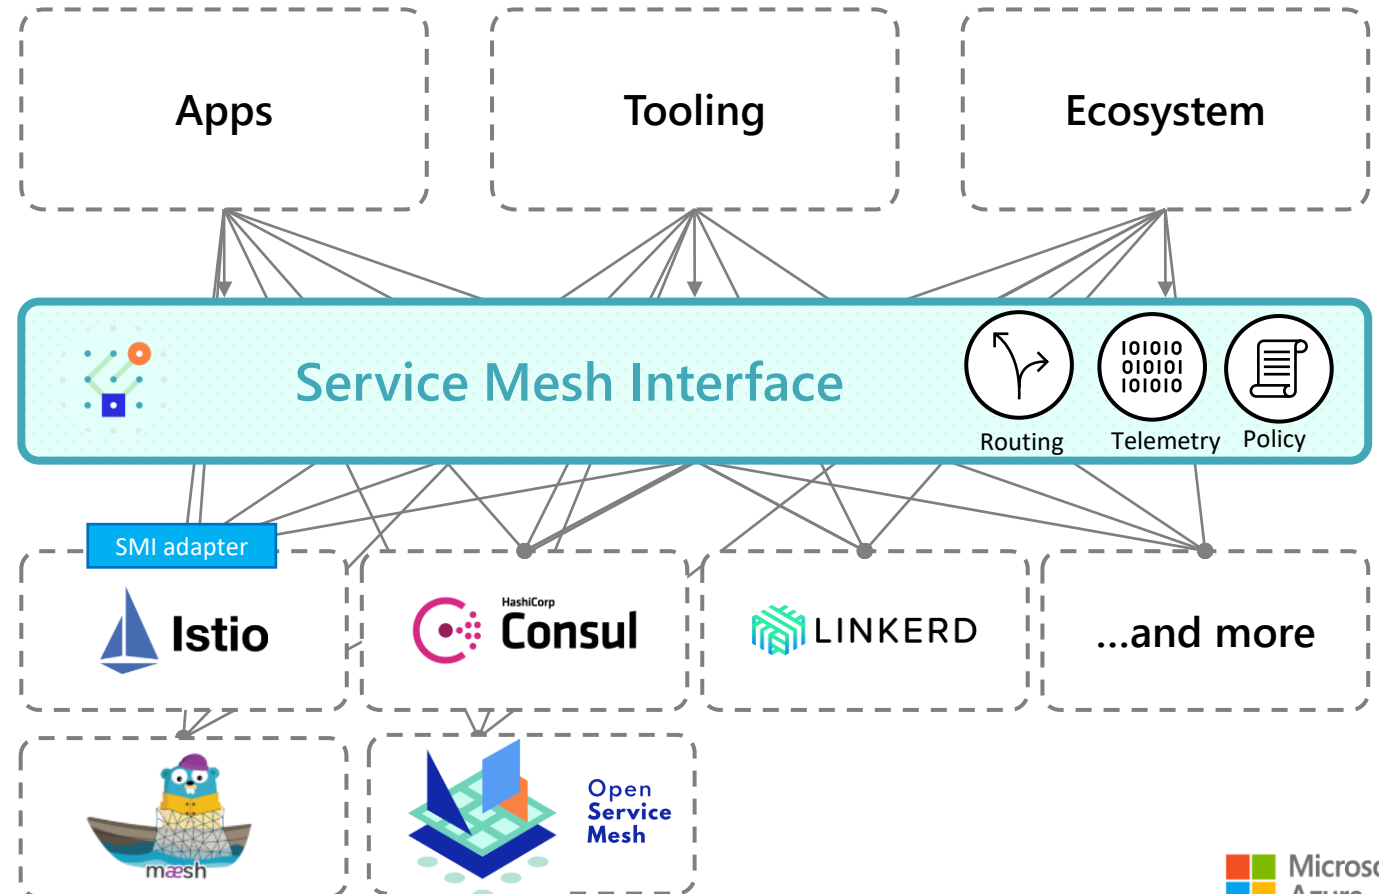 Apps
Tooling
Ecosystem
Service Mesh Interface
101010
010101
101010
Routing
Telemetry
Policy
SMI adapter
Istio
HashiCorp
Consul
LINKERD
...and more
mæsh
Open
Service
Mesh